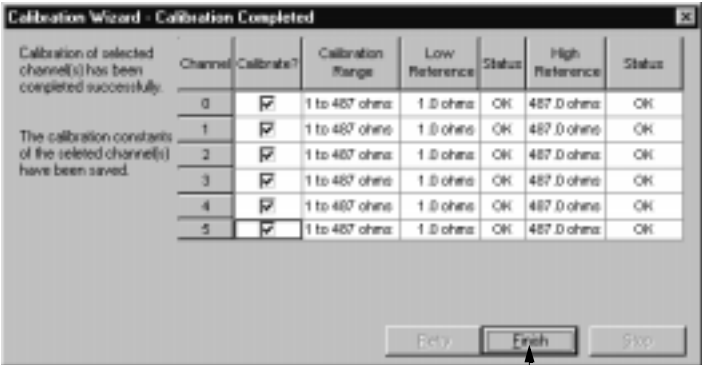 Calibration Wizard - Calibration Completed
Calibration of selected
channel(s) has been
completed successfully.
The calibration constants
of the seleted channel(s)
have been saved.
Channel Calibrate? Calibration Range Low Reference Status High Reference Status
0 1 to 487 ohms 1.0 ohms OK 487.0 ohms OK
1 1 to 487 ohms 1.0 ohms OK 487.0 ohms OK
2 1 to 487 ohms 1.0 ohms OK 487.0 ohms OK
3 1 to 487 ohms 1.0 ohms OK 487.0 ohms OK
4 1 to 487 ohms 1.0 ohms OK 487.0 ohms OK
5 1 to 487 ohms 1.0 ohms OK 487.0 ohms OK
Retry Finish Stop